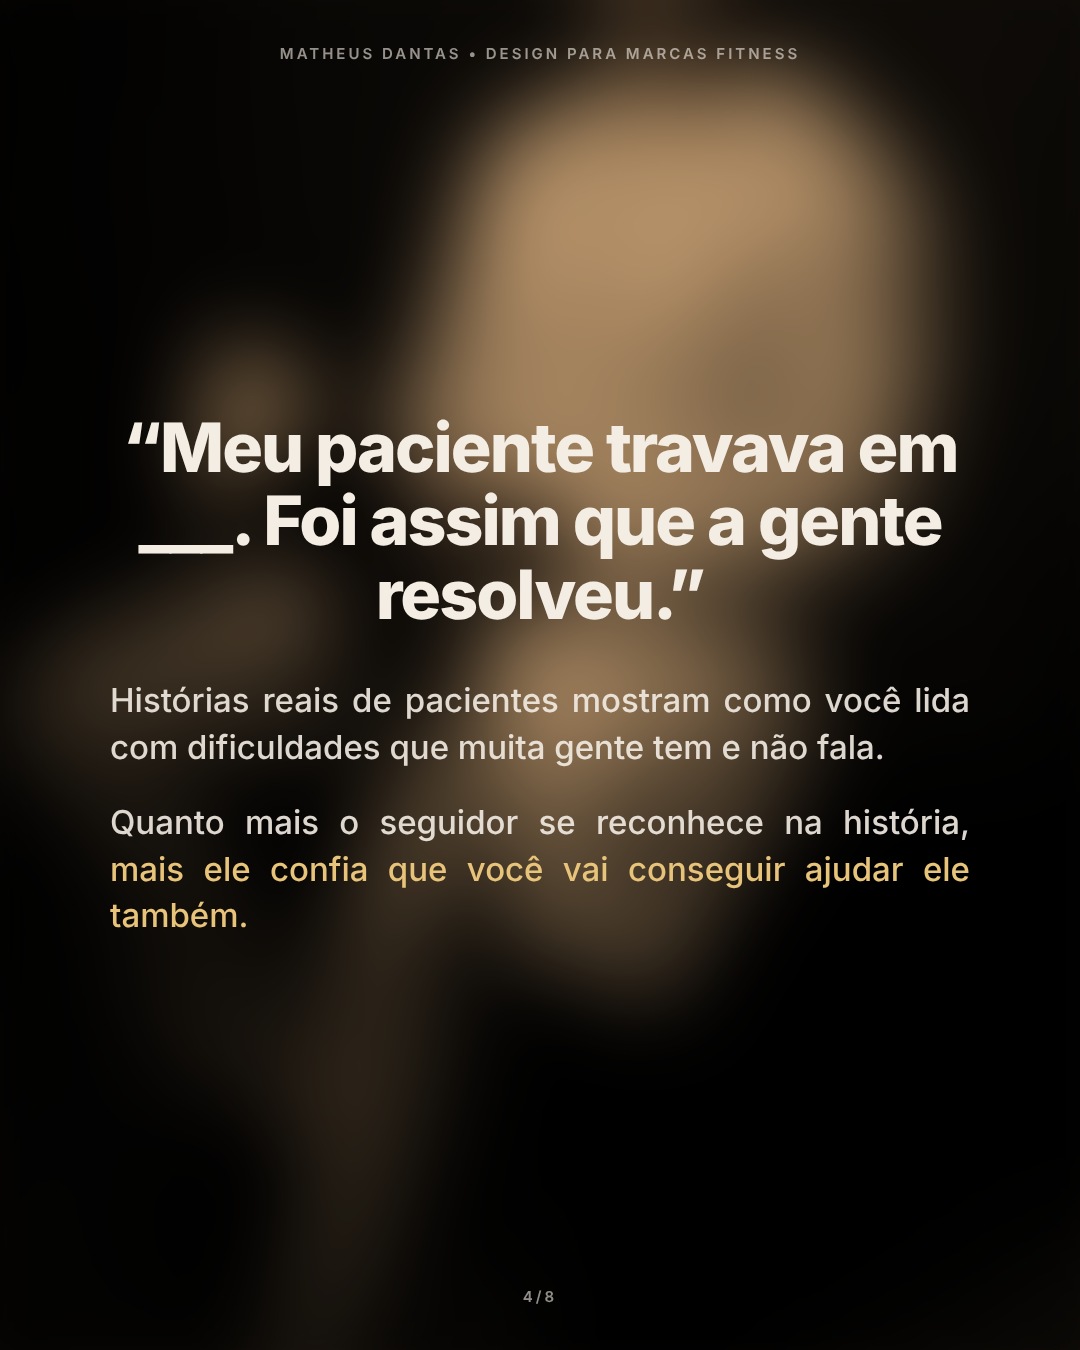 MATHEUS DANTAS • DESIGN PARA MARCAS FITNESS
“Meu paciente travava em
___. Foi assim que a gente
resolveu.”
Histórias reais de pacientes mostram como você lida
com dificuldades que muita gente tem e não fala.
Quanto mais o seguidor se reconhece na história,
mais ele confia que você vai conseguir ajudar ele
também.
4/8